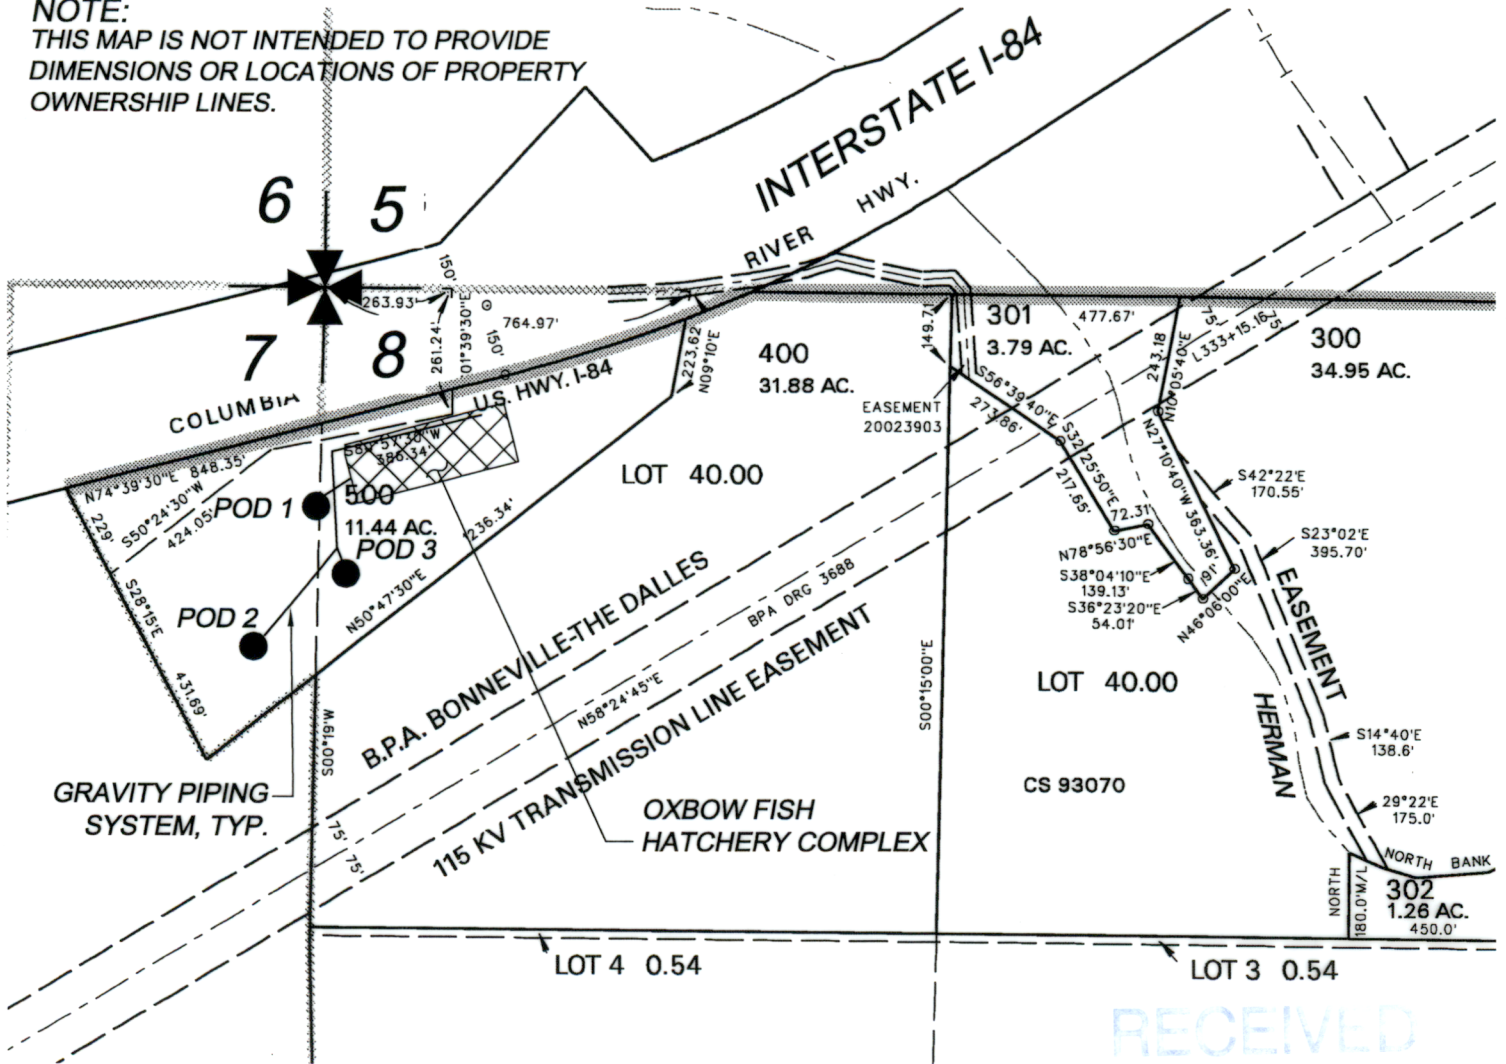 NOTE:
THIS MAP IS NOT INTENDED TO PROVIDE
DIMENSIONS OR LOCATIONS OF PROPERTY
OWNERSHIP LINES.
INTERSTATE I-84
RIVER HWY.
6
5
7
8
150'
263.93'
261.24'
01°39'30"E
150'
764.97'
COLUMBIA
U.S. HWY. I-84
223.62
N09°10'E
400
31.88 AC.
149.71
301
3.79 AC.
477.67'
243.18
N10°05'40"E
75'
75'
L333+15.16
300
34.95 AC.
EASEMENT
20023903
S56°39'40"E
273.86'
S32°25'50"E
217.65'
72.31'
N78°56'30"E
S38°04'10"E
139.13'
S36°23'20"E
54.01'
N27°10'40"W 363.36'
91'
N46°06'00"E
S42°22'E
170.55'
S23°02'E
395.70'
EASEMENT
HERMAN
S14°40'E
138.6'
29°22'E
175.0'
N74°39'30"E 848.35'
S50°24'30"W
424.05'
386.34'
229'
S28°15'E
431.69'
POD 1
500
11.44 AC.
POD 3
POD 2
1236.34'
N50°47'30"E
LOT 40.00
LOT 40.00
CS 93070
S00°15'00"E
S00°19'W
B.P.A. BONNEVILLE-THE DALLES
BPA DRG 3688
N58°24'45"E
115 KV TRANSMISSION LINE EASEMENT
75'
75'
GRAVITY PIPING
SYSTEM, TYP.
OXBOW FISH
HATCHERY COMPLEX
NORTH BANK
NORTH
180.0'M/L
302
1.26 AC.
450.0'
LOT 4 0.54
LOT 3 0.54
RECEIVED